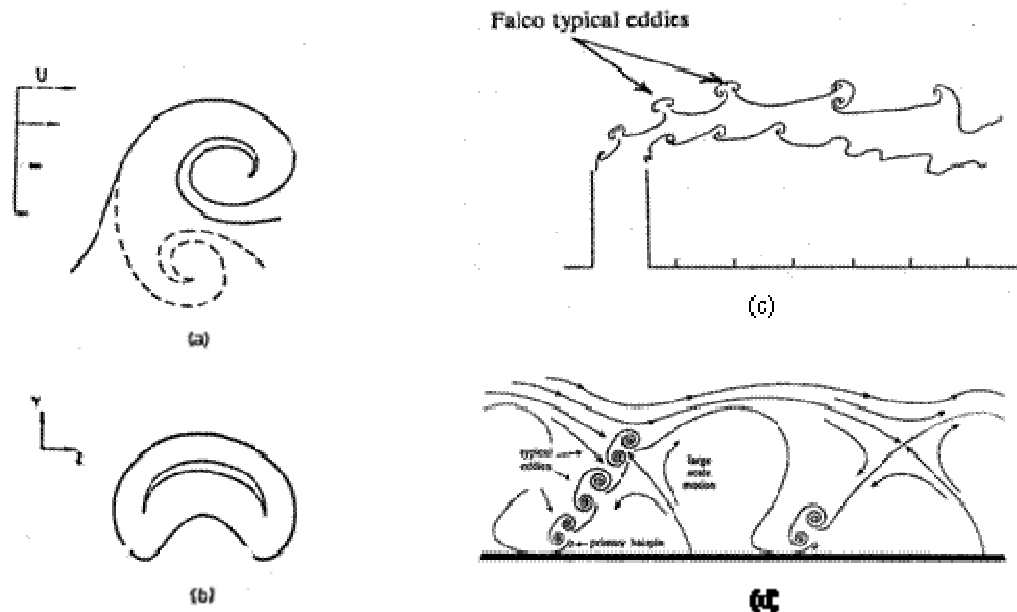 Falco typical eddies
U
(c)
(a)
Y
typical
eddies
large
scale
motion
primary hairpin
(b)
(d)